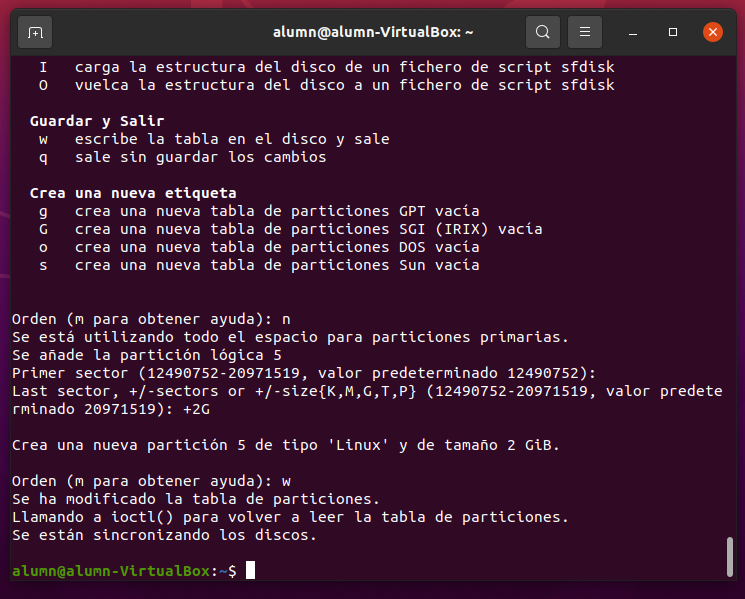 alumn@alumn-VirtualBox: ~
I   carga la estructura del disco de un fichero de script sfdisk
O   vuelca la estructura del disco a un fichero de script sfdisk
Guardar y Salir
w   escribe la tabla en el disco y sale
q   sale sin guardar los cambios
Crea una nueva etiqueta
g   crea una nueva tabla de particiones GPT vacía
G   crea una nueva tabla de particiones SGI (IRIX) vacía
o   crea una nueva tabla de particiones DOS vacía
s   crea una nueva tabla de particiones Sun vacía
Orden (m para obtener ayuda): n
Se está utilizando todo el espacio para particiones primarias.
Se añade la partición lógica 5
Primer sector (12490752-20971519, valor predeterminado 12490752):
Last sector, +/-sectors or +/-size{K,M,G,T,P} (12490752-20971519, valor predete
rminado 20971519): +2G
Crea una nueva partición 5 de tipo 'Linux' y de tamaño 2 GiB.
Orden (m para obtener ayuda): w
Se ha modificado la tabla de particiones.
Llamando a ioctl() para volver a leer la tabla de particiones.
Se están sincronizando los discos.
alumn@alumn-VirtualBox:~$